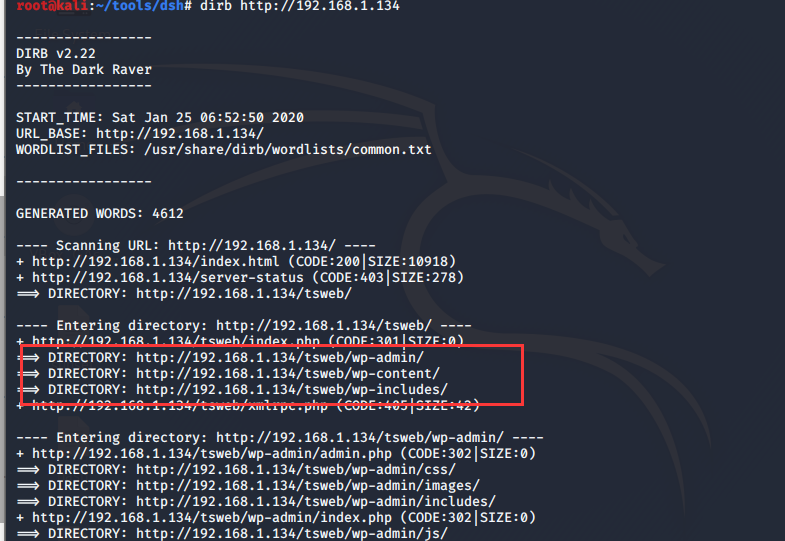 root@kali:~/tools/dsh# dirb http://192.168.1.134
-----------------
DIRB v2.22
By The Dark Raver
-----------------
START_TIME: Sat Jan 25 06:52:50 2020
URL_BASE: http://192.168.1.134/
WORDLIST_FILES: /usr/share/dirb/wordlists/common.txt
-----------------
GENERATED WORDS: 4612
---- Scanning URL: http://192.168.1.134/ ----
+ http://192.168.1.134/index.html (CODE:200|SIZE:10918)
+ http://192.168.1.134/server-status (CODE:403|SIZE:278)
==> DIRECTORY: http://192.168.1.134/tsweb/
---- Entering directory: http://192.168.1.134/tsweb/ ----
+ http://192.168.1.134/tsweb/index.php (CODE:301|SIZE:0)
==> DIRECTORY: http://192.168.1.134/tsweb/wp-admin/
==> DIRECTORY: http://192.168.1.134/tsweb/wp-content/
==> DIRECTORY: http://192.168.1.134/tsweb/wp-includes/
+ http://192.168.1.134/tsweb/xmlrpc.php (CODE:405|SIZE:42)
---- Entering directory: http://192.168.1.134/tsweb/wp-admin/ ----
+ http://192.168.1.134/tsweb/wp-admin/admin.php (CODE:302|SIZE:0)
==> DIRECTORY: http://192.168.1.134/tsweb/wp-admin/css/
==> DIRECTORY: http://192.168.1.134/tsweb/wp-admin/images/
==> DIRECTORY: http://192.168.1.134/tsweb/wp-admin/includes/
+ http://192.168.1.134/tsweb/wp-admin/index.php (CODE:302|SIZE:0)
==> DIRECTORY: http://192.168.1.134/tsweb/wp-admin/js/